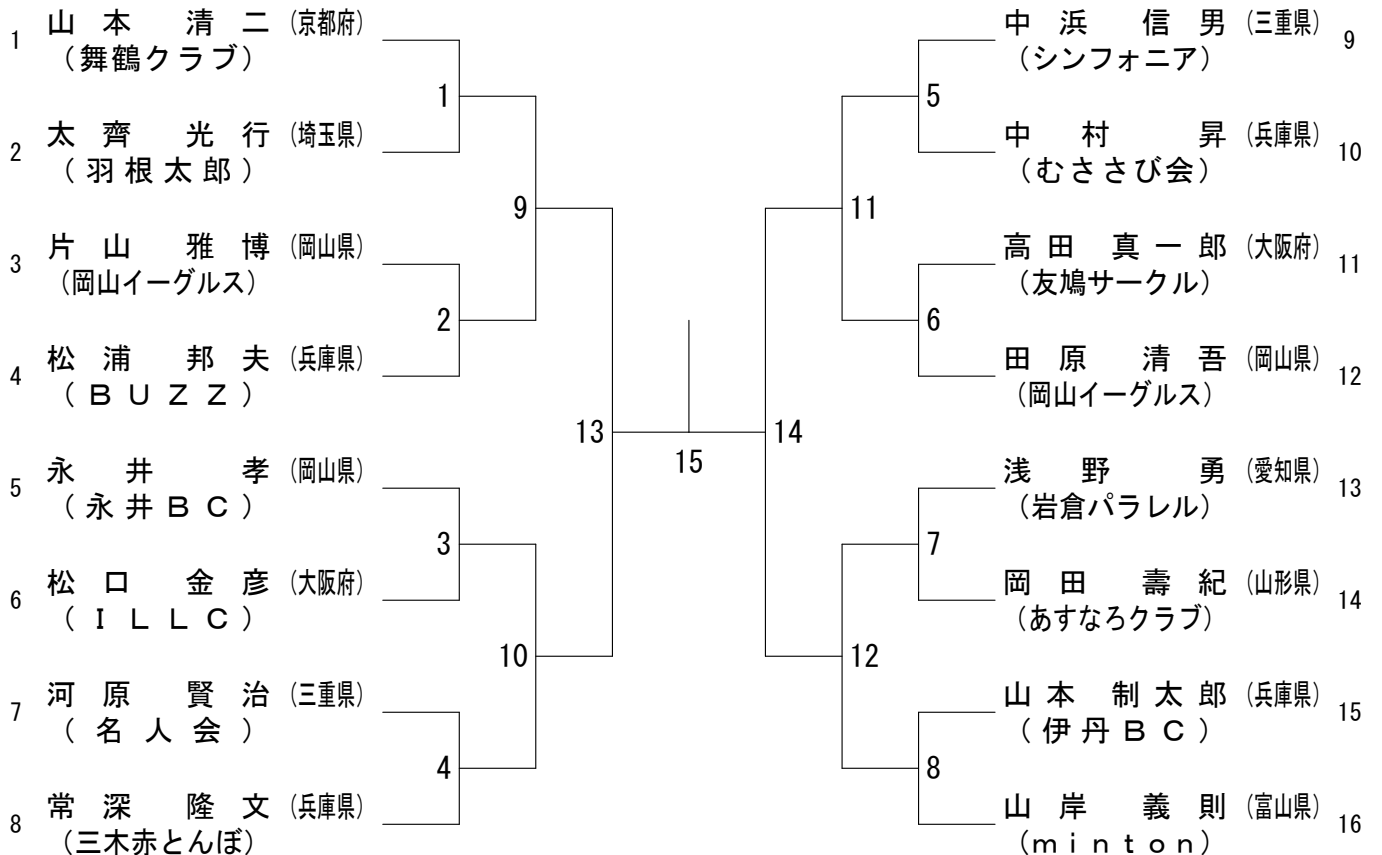 1 山本 清二 (京都府)
(舞鶴クラブ)
1
2 太齊 光行 (埼玉県)
(羽根太郎)
9
3 片山 雅博 (岡山県)
(岡山イーグルス)
2
4 松浦 邦夫 (兵庫県)
(BUZZ)
13
5 永井 孝 (岡山県)
(永井BC)
3
6 松口 金彦 (大阪府)
(ILLC)
10
7 河原 賢治 (三重県)
(名人会)
4
8 常深 隆文 (兵庫県)
(三木赤とんぼ)
15
中浜 信男 (三重県) 9
(シンフォニア)
5
中村 昇 (兵庫県) 10
(むささび会)
11
高田 真一郎 (大阪府) 11
(友鳩サークル)
6
田原 清吾 (岡山県) 12
(岡山イーグルス)
14
浅野 勇 (愛知県) 13
(岩倉パラレル)
7
岡田 壽紀 (山形県) 14
(あすなろクラブ)
12
山本 制太郎 (兵庫県) 15
(伊丹BC)
8
山岸 義則 (富山県) 16
(minton)